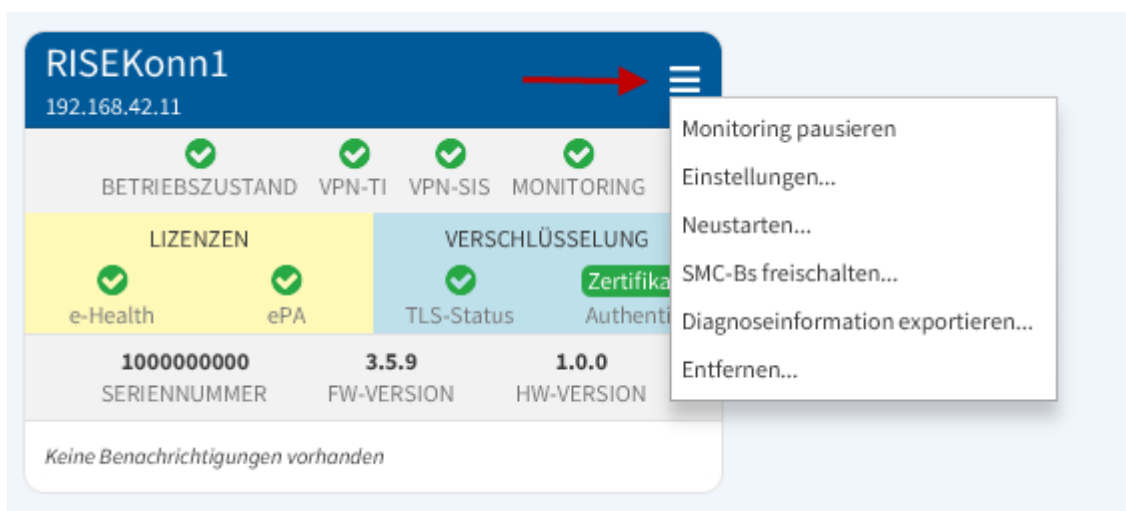 RISEKonn1
192.168.42.11
BETRIEBSZUSTAND VPN-TI VPN-SIS MONITORING
LIZENZEN VERSCHLÜSSELUNG
Zertifika
e-Health ePA TLS-Status Authenti
1000000000 3.5.9 1.0.0
SERIENNUMMER FW-VERSION HW-VERSION
Keine Benachrichtigungen vorhanden
Monitoring pausieren
Einstellungen...
Neustarten...
SMC-Bs freischalten...
Diagnoseinformation exportieren...
Entfernen...